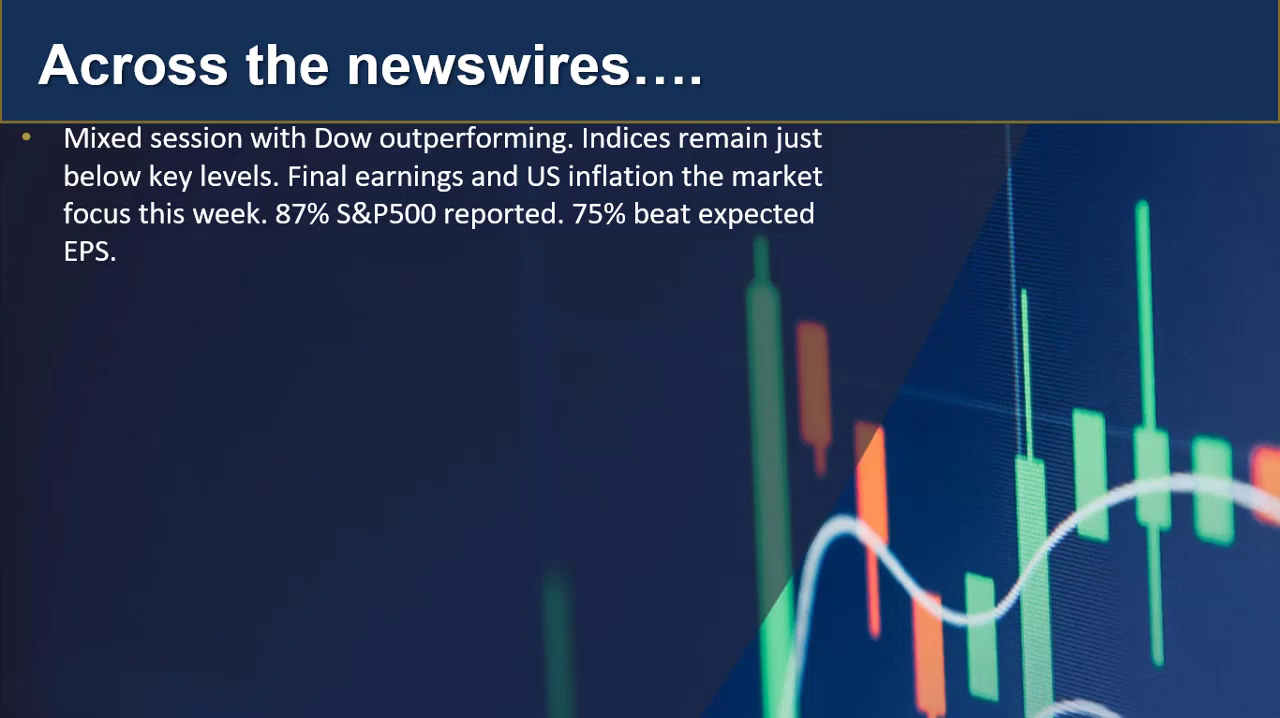 Across the newswires….
• Mixed session with Dow outperforming. Indices remain just
below key levels. Final earnings and US inflation the market
focus this week. 87% S&P500 reported. 75% beat expected
EPS.